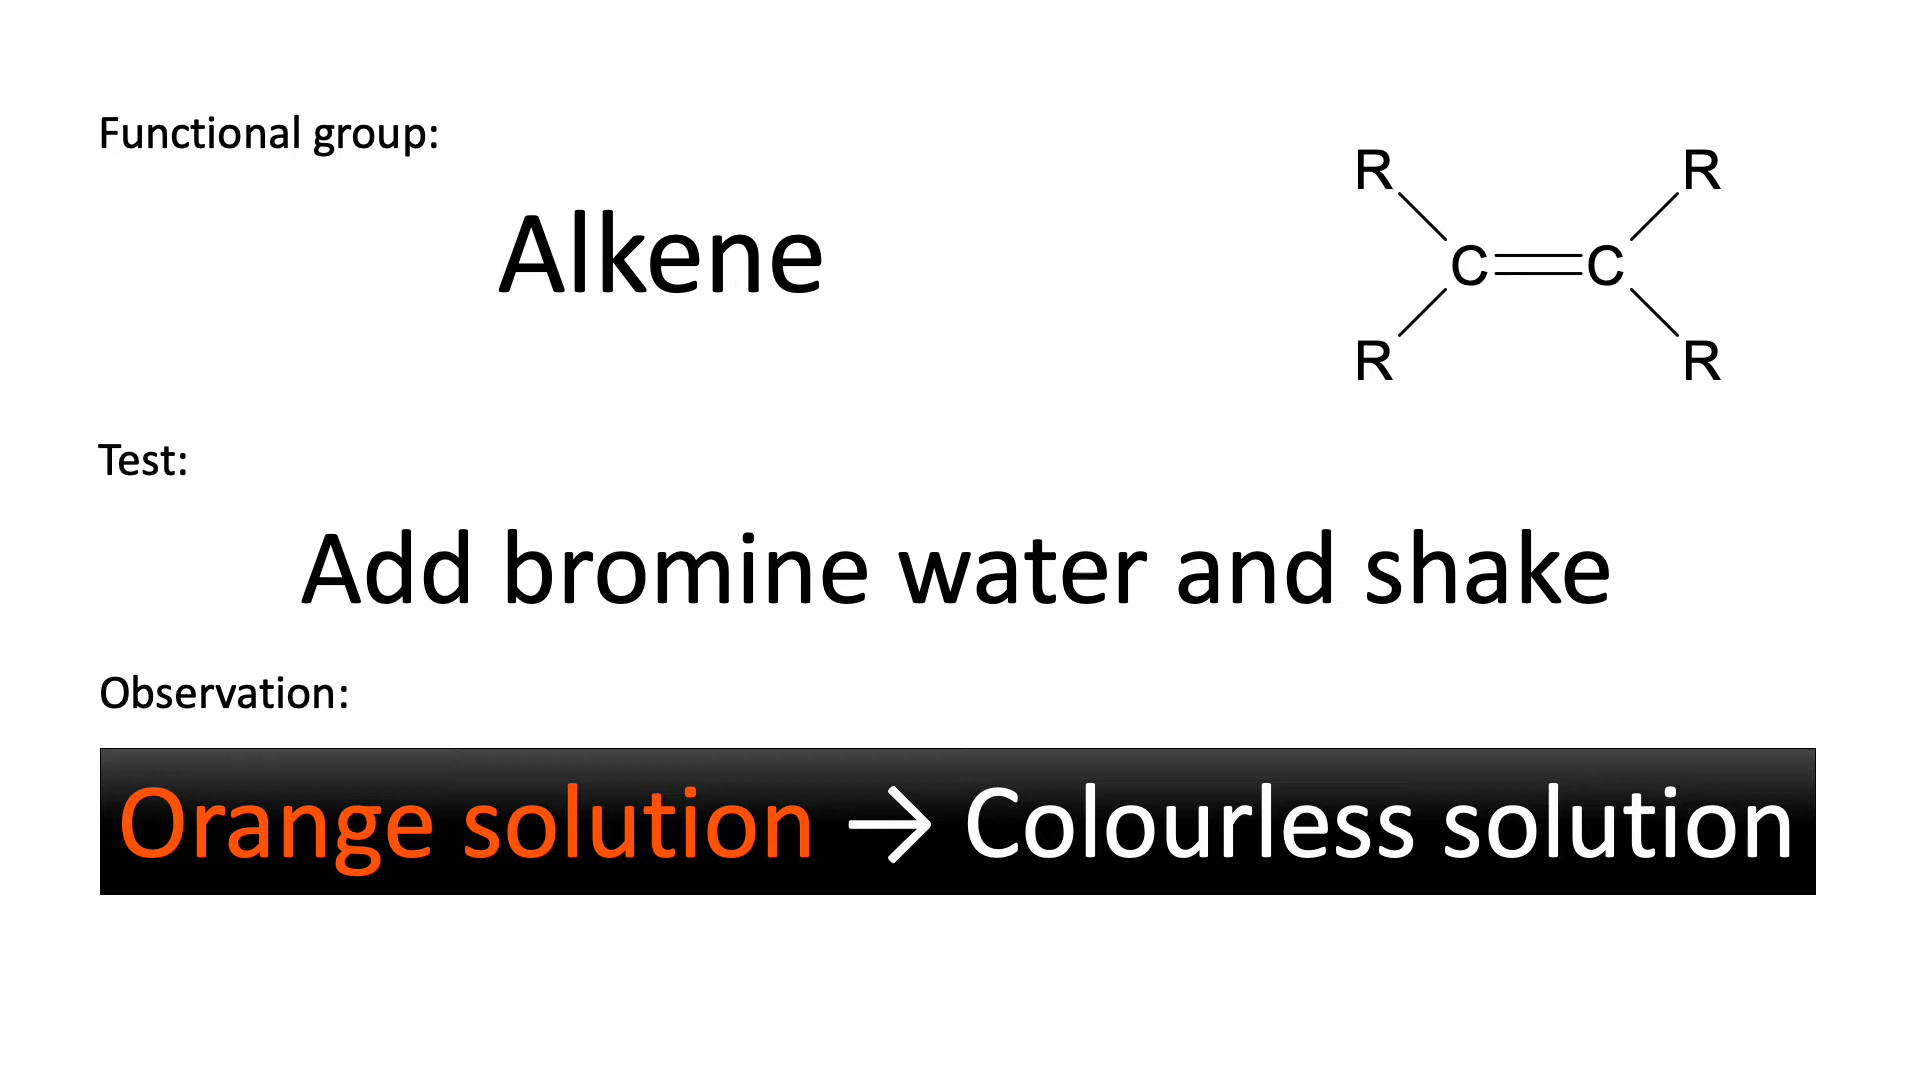 Functional group:
Alkene
R R
C C
R R
Test:
Add bromine water and shake
Observation:
Orange solution → Colourless solution